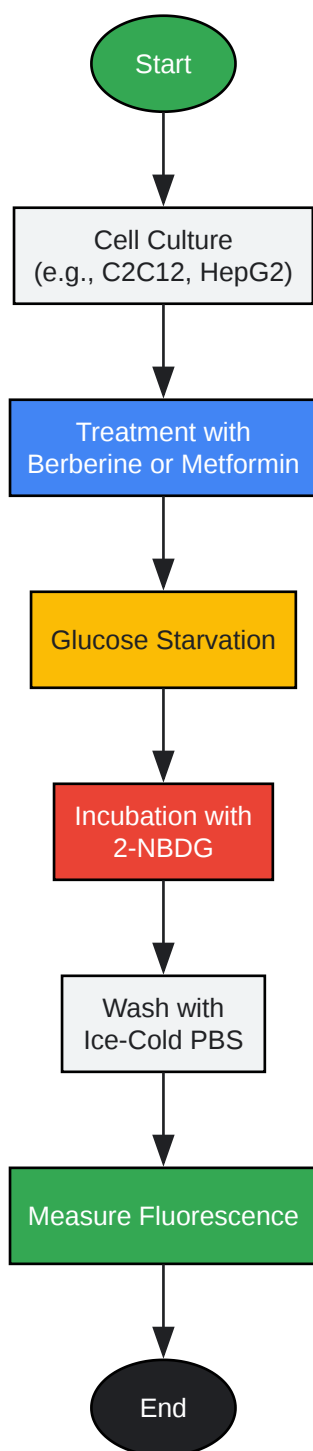 Start
Cell Culture
(e.g., C2C12, HepG2)
Treatment with
Berberine or Metformin
Glucose Starvation
Incubation with
2-NBDG
Wash with
Ice-Cold PBS
Measure Fluorescence
End